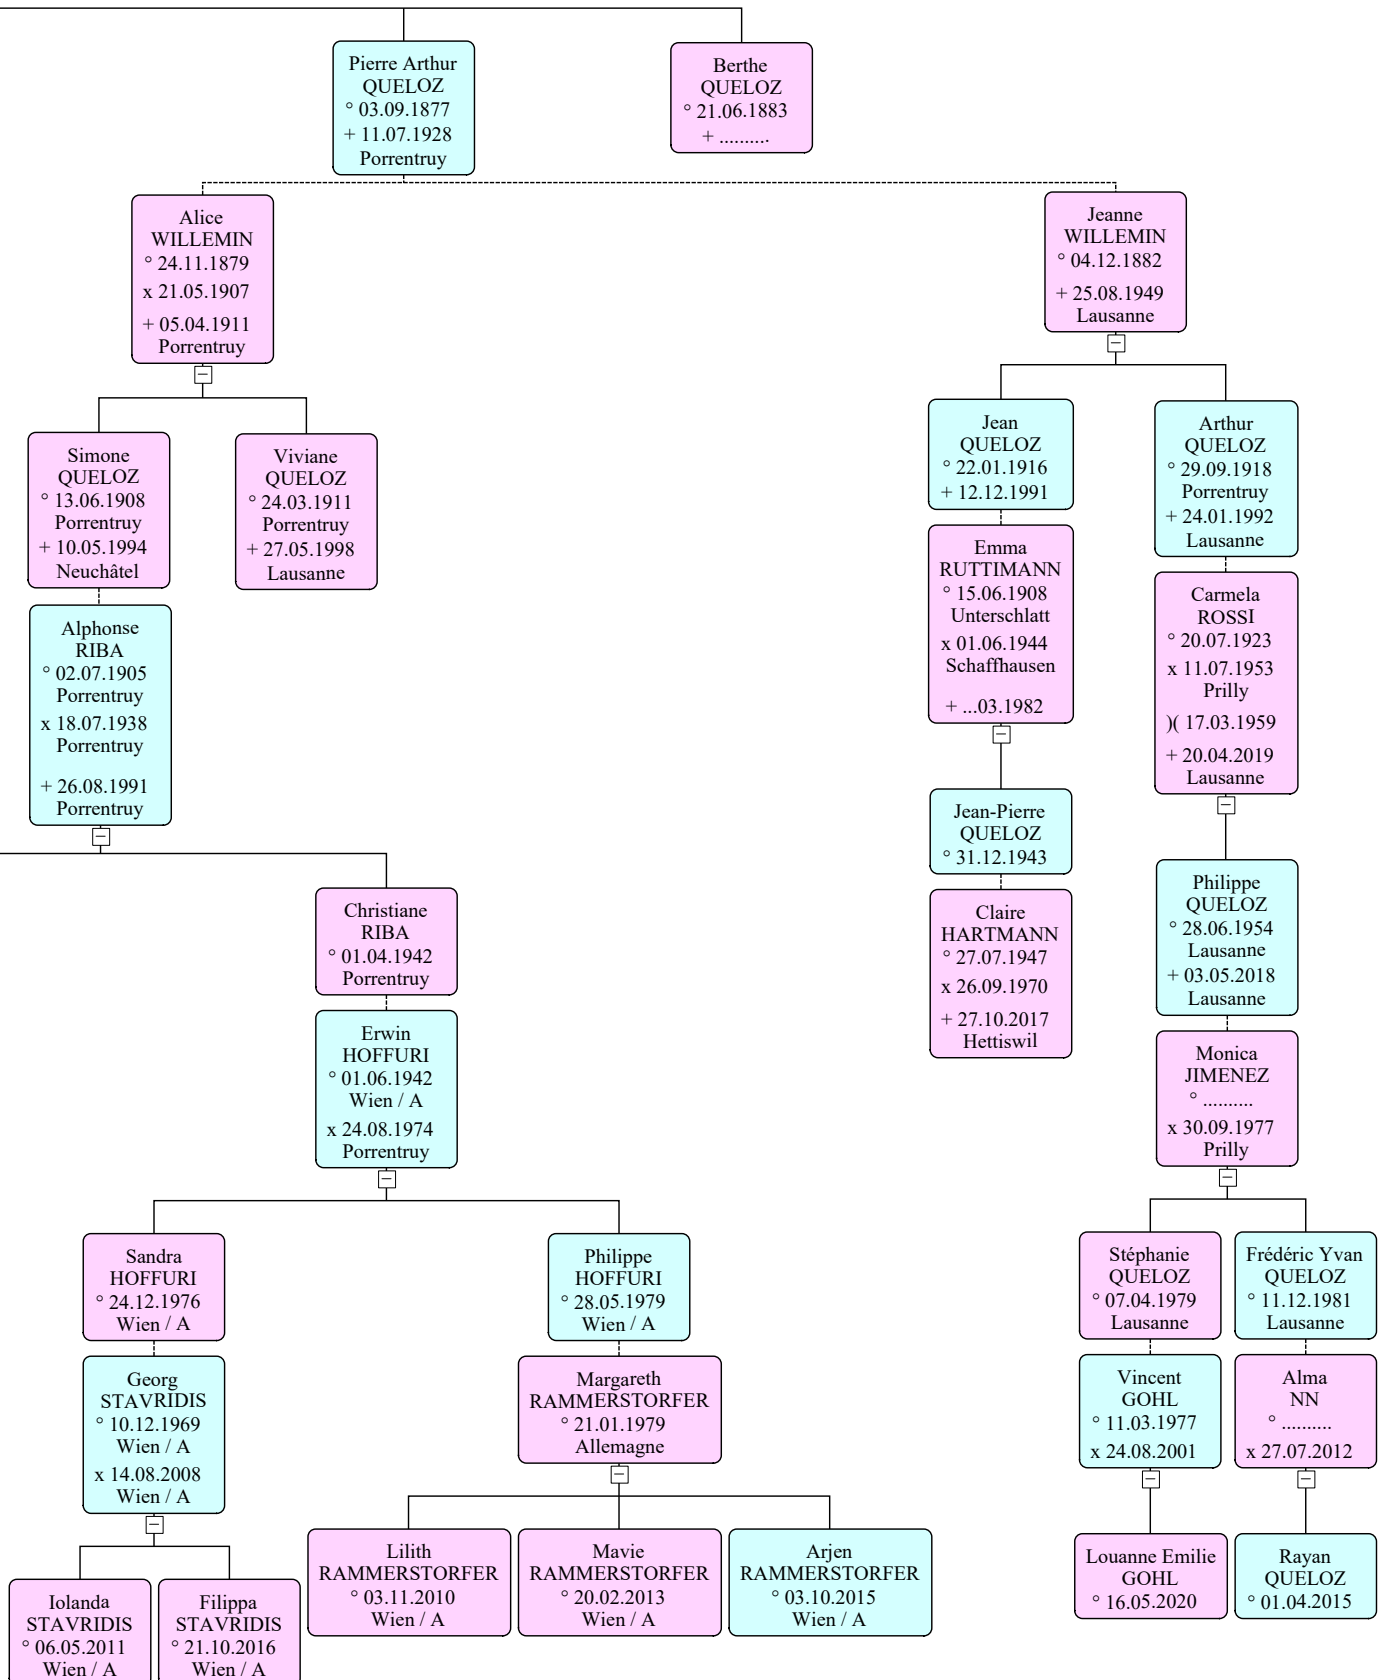 Pierre Arthur
QUELOZ
° 03.09.1877
+ 11.07.1928
Porrentruy
Berthe
QUELOZ
° 21.06.1883
+ ..........
Alice
WILLEMIN
° 24.11.1879
x 21.05.1907
+ 05.04.1911
Porrentruy
Jeanne
WILLEMIN
° 04.12.1882
+ 25.08.1949
Lausanne
Simone
QUELOZ
° 13.06.1908
Porrentruy
+ 10.05.1994
Neuchâtel
Viviane
QUELOZ
° 24.03.1911
Porrentruy
+ 27.05.1998
Lausanne
Jean
QUELOZ
° 22.01.1916
+ 12.12.1991
Arthur
QUELOZ
° 29.09.1918
Porrentruy
+ 24.01.1992
Lausanne
Emma
RUTTIMANN
° 15.06.1908
Unterschlatt
x 01.06.1944
Schaffhausen
+ ...03.1982
Carmela
ROSSI
° 20.07.1923
x 11.07.1953
Prilly
)( 17.03.1959
+ 20.04.2019
Lausanne
Alphonse
RIBA
° 02.07.1905
Porrentruy
x 18.07.1938
Porrentruy
+ 26.08.1991
Porrentruy
Jean-Pierre
QUELOZ
° 31.12.1943
Philippe
QUELOZ
° 28.06.1954
Lausanne
+ 03.05.2018
Lausanne
Christiane
RIBA
° 01.04.1942
Porrentruy
Claire
HARTMANN
° 27.07.1947
x 26.09.1970
+ 27.10.2017
Hettiswil
Erwin
HOFFURI
° 01.06.1942
Wien / A
x 24.08.1974
Porrentruy
Monica
JIMENEZ
° ..........
x 30.09.1977
Prilly
Sandra
HOFFURI
° 24.12.1976
Wien / A
Philippe
HOFFURI
° 28.05.1979
Wien / A
Stéphanie
QUELOZ
° 07.04.1979
Lausanne
Frédéric Yvan
QUELOZ
° 11.12.1981
Lausanne
Georg
STAVRIDIS
° 10.12.1969
Wien / A
x 14.08.2008
Wien / A
Margareth
RAMMERSTORFER
° 21.01.1979
Allemagne
Vincent
GOHL
° 11.03.1977
x 24.08.2001
Alma
NN
° ..........
x 27.07.2012
Lilith
RAMMERSTORFER
° 03.11.2010
Wien / A
Mavie
RAMMERSTORFER
° 20.02.2013
Wien / A
Arjen
RAMMERSTORFER
° 03.10.2015
Wien / A
Louanne Emilie
GOHL
° 16.05.2020
Rayan
QUELOZ
° 01.04.2015
Iolanda
STAVRIDIS
° 06.05.2011
Wien / A
Filippa
STAVRIDIS
° 21.10.2016
Wien / A